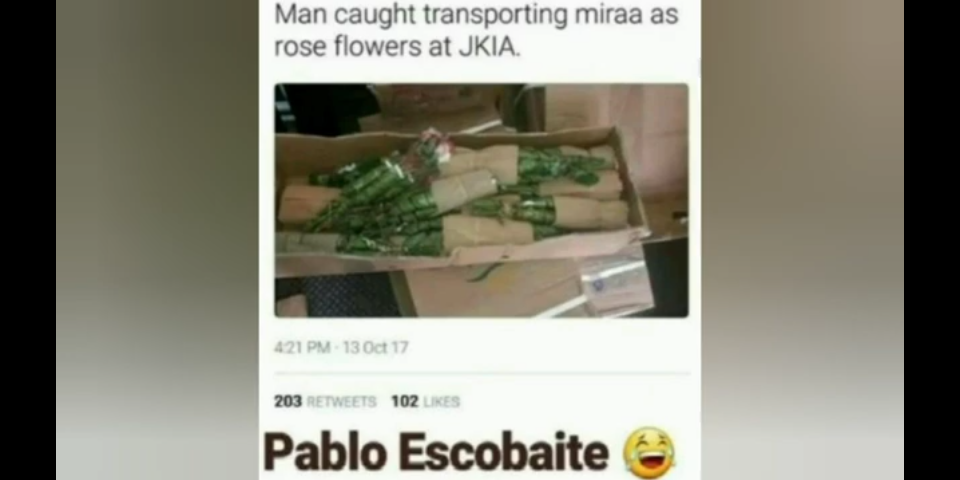 Man caught transporting miraa as
rose flowers at JKIA.
4:21 PM · 13 Oct 17
203 RETWEETS 102 LIKES
Pablo Escobaite 😂